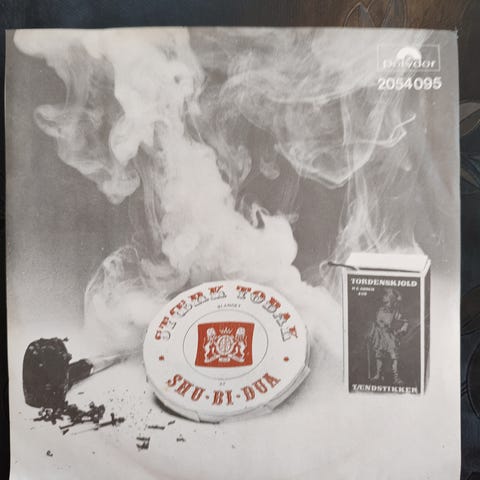 polydor
2054095
STÆRK TOBAK
BLANDET
AF
SHU·BI·DUA
TORDENSKJOLD
TÆNDSTIKKER